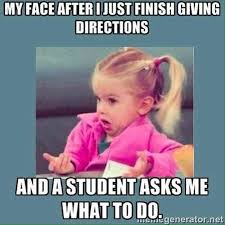 MY FACE AFTER I JUST FINISH GIVING
DIRECTIONS
AND A STUDENT ASKS ME
WHAT TO DO.
memegenerator.net